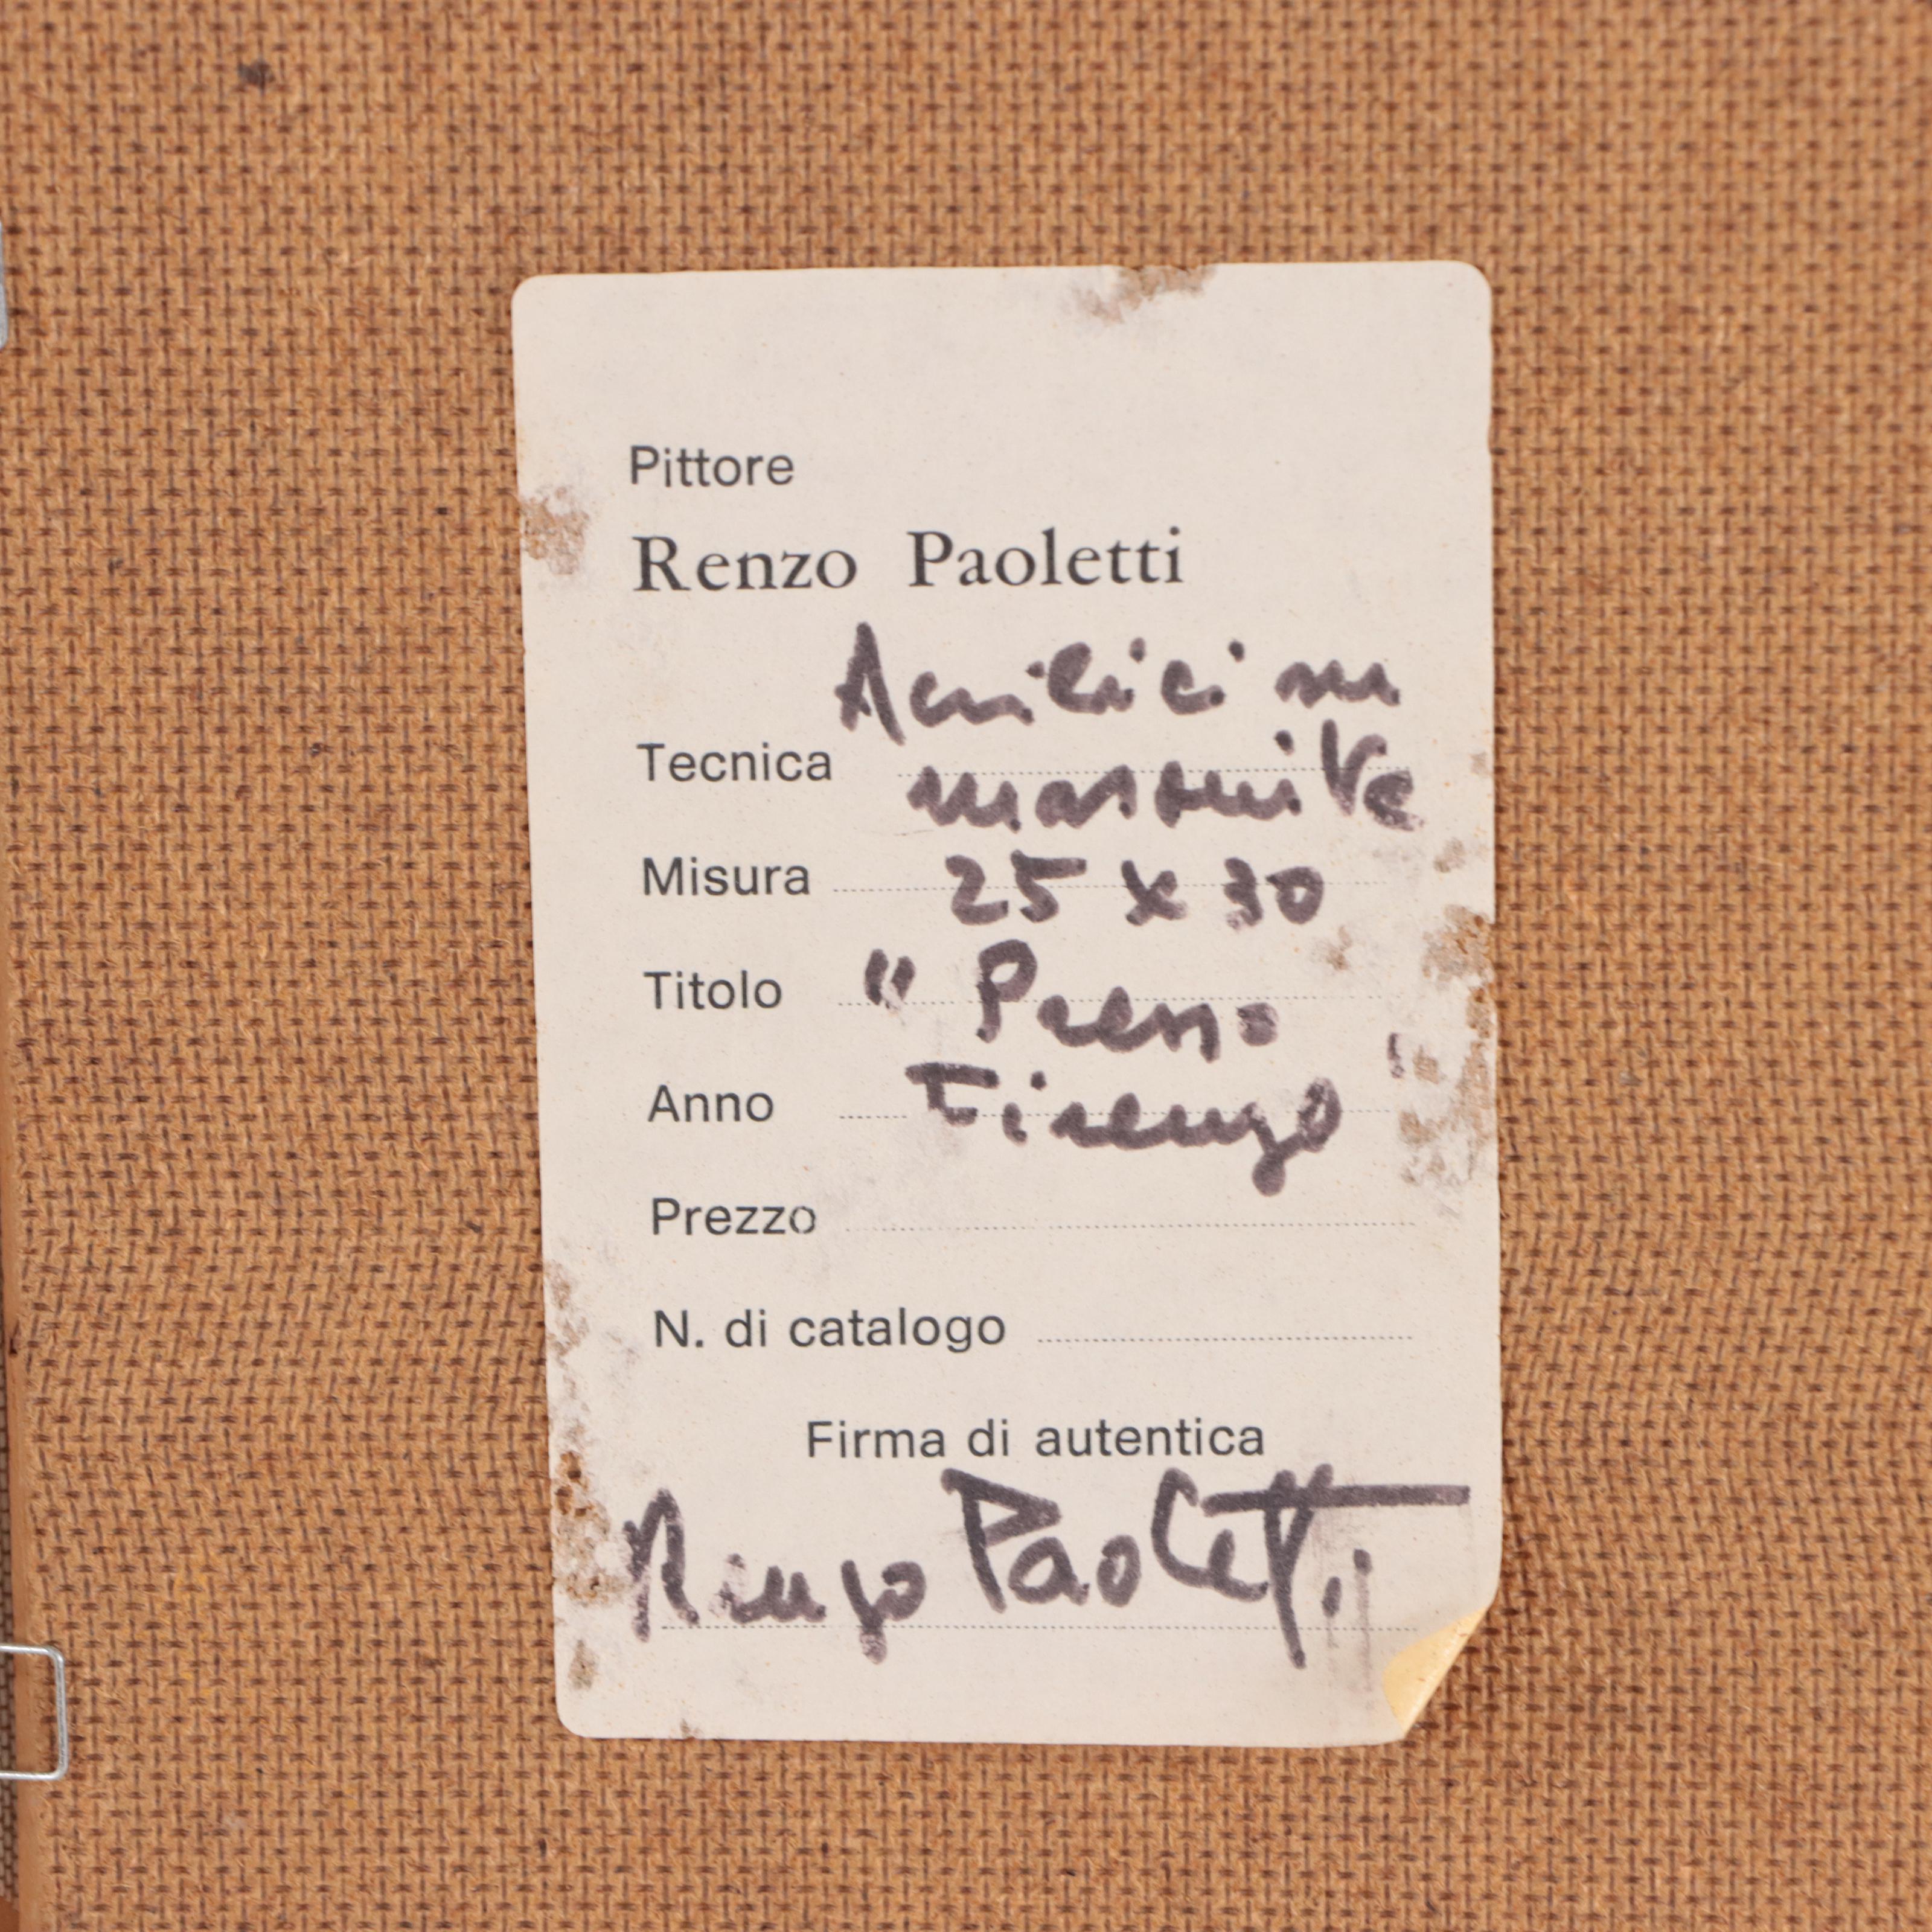 Pittore
Renzo Paoletti
Acrilici su
Tecnica masonite
Misura 25 x 30
Titolo " Presso
Anno Firenze "
Prezzo
N. di catalogo
Firma di autentica
Renzo Paoletti